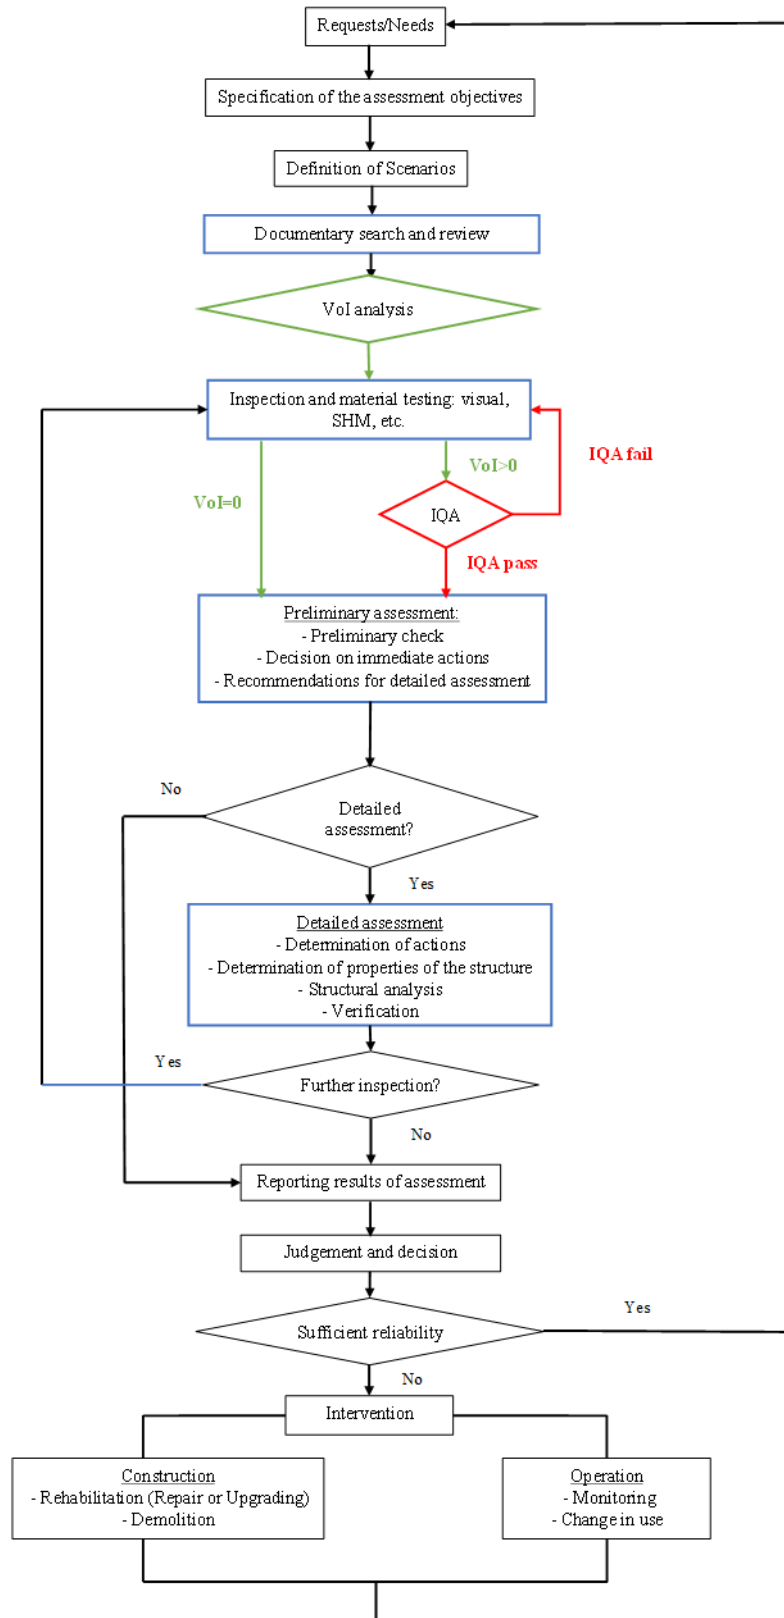 Requests/Needs
Specification of the assessment objectives
Definition of Scenarios
Documentary search and review
VoI analysis
Inspection and material testing: visual,
SHM, etc.
IQA fail
VoI>0
VoI=0
IQA
IQA pass
Preliminary assessment:
- Preliminary check
- Decision on immediate actions
- Recommendations for detailed assessment
No
Detailed
assessment?
Yes
Detailed assessment
- Determination of actions
- Determination of properties of the structure
- Structural analysis
- Verification
Yes
Further inspection?
No
Reporting results of assessment
Judgement and decision
Yes
Sufficient reliability
No
Intervention
Construction
- Rehabilitation (Repair or Upgrading)
- Demolition
Operation
- Monitoring
- Change in use